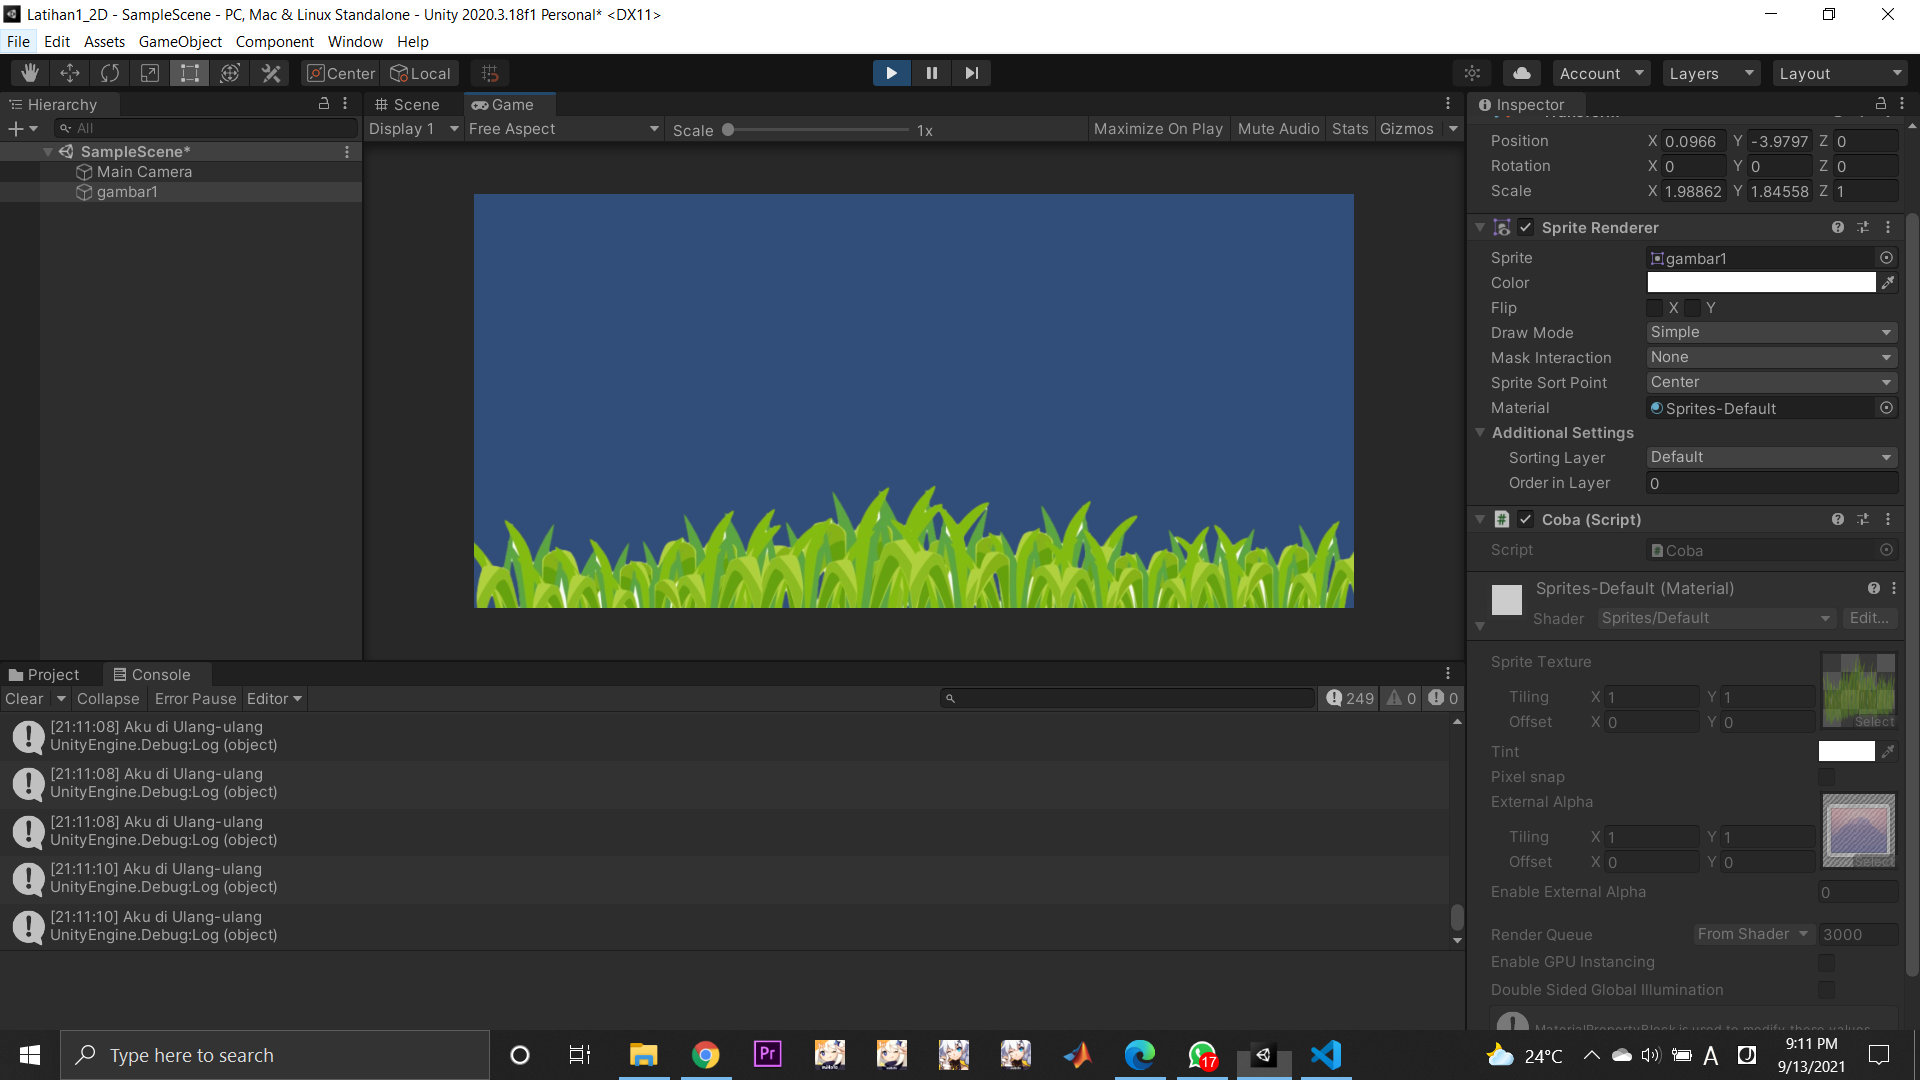 Latihan1_2D - SampleScene - PC, Mac & Linux Standalone - Unity 2020.3.18f1 Personal* <DX11>
File Edit Assets GameObject Component Window Help
Center Local Account Layers Layout
Hierarchy
All
SampleScene*
Main Camera
gambar1
Scene Game
Display 1 Free Aspect Scale 1x Maximize On Play Mute Audio Stats Gizmos
Inspector
Position X 0.0966 Y -3.9797 Z 0
Rotation X 0 Y 0 Z 0
Scale X 1.98862 Y 1.84558 Z 1
Sprite Renderer
Sprite gambar1
Color
Flip X Y
Draw Mode Simple
Mask Interaction None
Sprite Sort Point Center
Material Sprites-Default
Additional Settings
Sorting Layer Default
Order in Layer 0
Coba (Script)
Script Coba
Sprites-Default (Material)
Shader Sprites/Default Edit...
Sprite Texture
Tiling X 1 Y 1
Offset X 0 Y 0
Select
Tint
Pixel snap
External Alpha
Tiling X 1 Y 1
Offset X 0 Y 0
Select
Enable External Alpha 0
Render Queue From Shader 3000
Enable GPU Instancing
Double Sided Global Illumination
MaterialPropertyBlock is used to modify these values
Project Console
Clear Collapse Error Pause Editor 249 0 0
[21:11:08] Aku di Ulang-ulang
UnityEngine.Debug:Log (object)
[21:11:08] Aku di Ulang-ulang
UnityEngine.Debug:Log (object)
[21:11:08] Aku di Ulang-ulang
UnityEngine.Debug:Log (object)
[21:11:10] Aku di Ulang-ulang
UnityEngine.Debug:Log (object)
[21:11:10] Aku di Ulang-ulang
UnityEngine.Debug:Log (object)
Type here to search
Pr
17
24°C
A
9:11 PM
9/13/2021